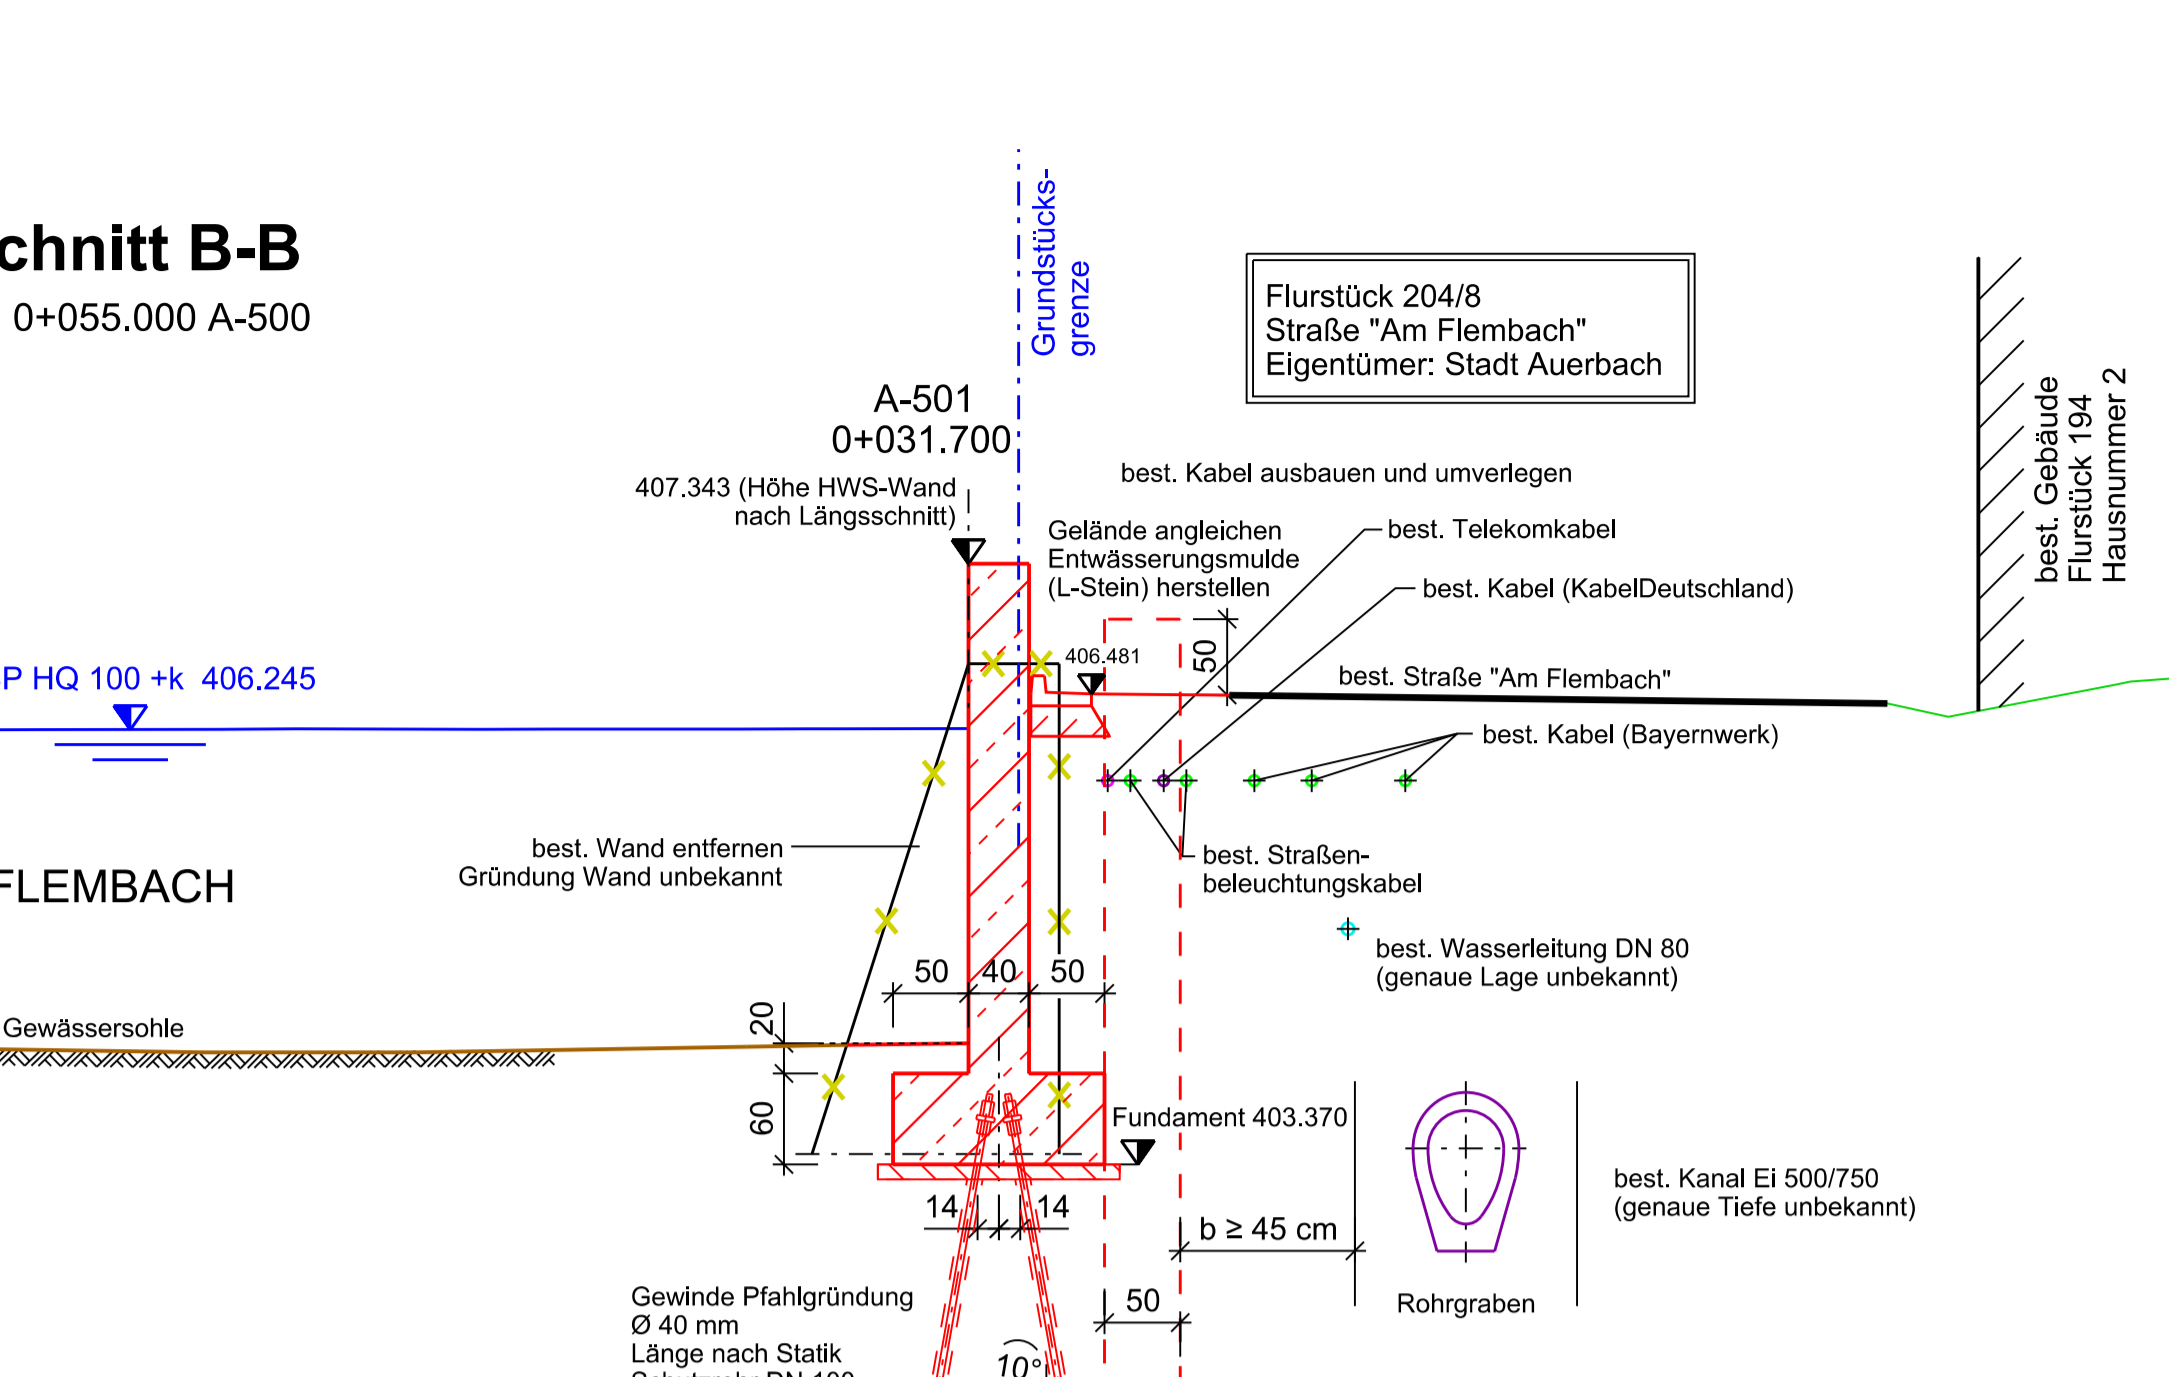 chnitt B-B
0+055.000 A-500
Grundstücks-
grenze
Flurstück 204/8
Straße "Am Flembach"
Eigentümer: Stadt Auerbach
best. Gebäude
Flurstück 194
Hausnummer 2
A-501
0+031.700
407.343 (Höhe HWS-Wand
nach Längsschnitt)
best. Kabel ausbauen und umverlegen
Gelände angleichen
Entwässerungsmulde
(L-Stein) herstellen
best. Telekomkabel
best. Kabel (KabelDeutschland)
406.481
50
best. Straße "Am Flembach"
P HQ 100 +k 406.245
best. Kabel (Bayernwerk)
best. Wand entfernen
Gründung Wand unbekannt
best. Straßen-
beleuchtungskabel
FLEMBACH
best. Wasserleitung DN 80
(genaue Lage unbekannt)
50 40 50
20
Gewässersohle
60
Fundament 403.370
best. Kanal Ei 500/750
(genaue Tiefe unbekannt)
14 14
b ≥ 45 cm
50
Rohrgraben
Gewinde Pfahlgründung
Ø 40 mm
Länge nach Statik
Schutzrohr DN 100
10°